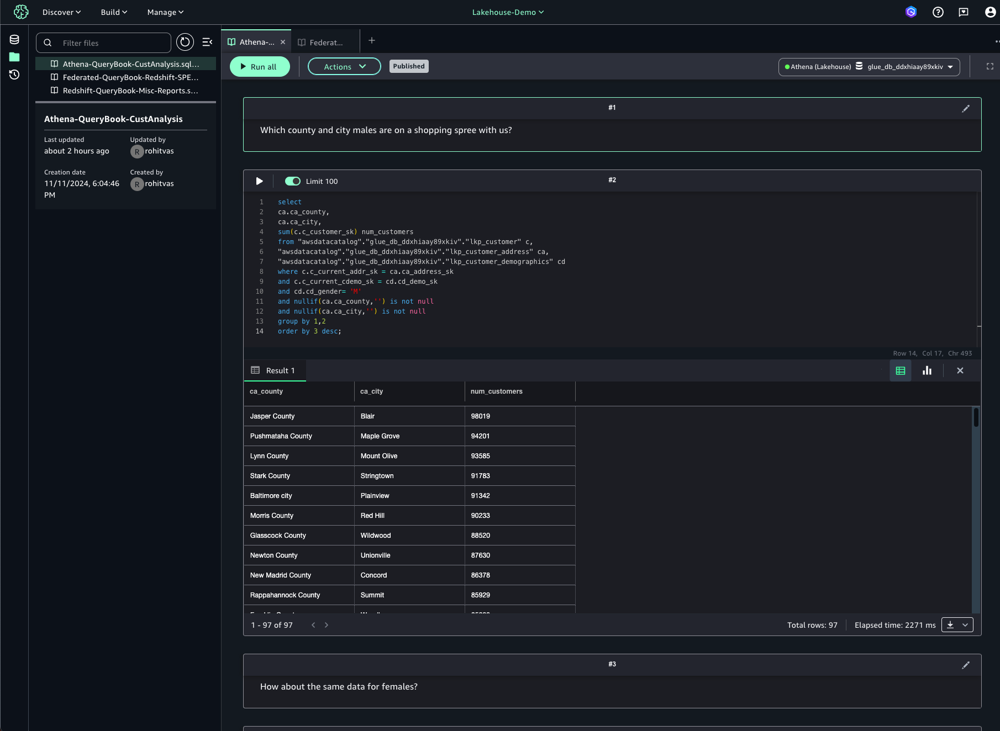 Discover Build Manage Lakehouse-Demo
Filter files
Athena-QueryBook-CustAnalysis.sql...
Federated-QueryBook-Redshift-SPE...
Redshift-QueryBook-Misc-Reports.s...
Athena-QueryBook-CustAnalysis
Last updated Updated by
about 2 hours ago R rohitvas
Creation date Created by
11/11/2024, 6:04:46 PM R rohitvas
Athena-... Federat...
Run all Actions Published Athena (Lakehouse) glue_db_ddxhiaay89xkiv
#1
Which county and city males are on a shopping spree with us?
Limit 100 #2
1 select
2 ca.ca_county,
3 ca.ca_city,
4 sum(c.c_customer_sk) num_customers
5 from "awsdatacatalog"."glue_db_ddxhiaay89xkiv"."lkp_customer" c,
6 "awsdatacatalog"."glue_db_ddxhiaay89xkiv"."lkp_customer_address" ca,
7 "awsdatacatalog"."glue_db_ddxhiaay89xkiv"."lkp_customer_demographics" cd
8 where c.c_current_addr_sk = ca.ca_address_sk
9 and c.c_current_cdemo_sk = cd.cd_demo_sk
10 and cd.cd_gender= 'M'
11 and nullif(ca.ca_county,'') is not null
12 and nullif(ca.ca_city,'') is not null
13 group by 1,2
14 order by 3 desc;
Row 14, Col 17, Chr 493
Result 1
ca_county ca_city num_customers
Jasper County Blair 98019
Pushmataha County Maple Grove 94201
Lynn County Mount Olive 93585
Stark County Stringtown 91783
Baltimore city Plainview 91342
Morris County Red Hill 90233
Glasscock County Wildwood 88520
Newton County Unionville 87630
New Madrid County Concord 86378
Rappahannock County Summit 85929
1 - 97 of 97 Total rows: 97 Elapsed time: 2271 ms
#3
How about the same data for females?